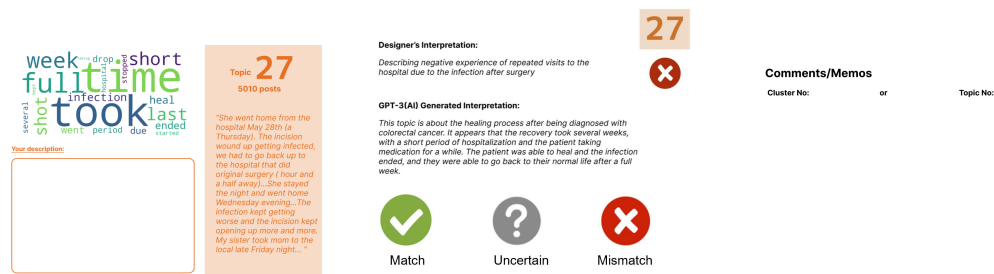 week
drop
short
stopped
hospital
full
time
infection
heal
several
shot
took
last
went
period
due
ended
started
Your description:
Topic 27
5010 posts
"She went home from the
hospital May 28th (a
Thursday). The incision
wound up getting infected,
we had to go back up to
the hospital that did
original surgery ( hour and
a half away)...She stayed
the night and went home
Wednesday evening...The
infection kept getting
worse and the incision kept
opening up more and more.
My sister took mom to the
local late Friday night... "
27
Designer's Interpretation:
Describing negative experience of repeated visits to the
hospital due to the infection after surgery
GPT-3(AI) Generated Interpretation:
This topic is about the healing process after being diagnosed with
colorectal cancer. It appears that the recovery took several weeks,
with a short period of hospitalization and the patient taking
medication for a while. The patient was able to heal and the infection
ended, and they were able to go back to their normal life after a full
week.
?
Match
Uncertain
Mismatch
Comments/Memos
Cluster No: or Topic No: